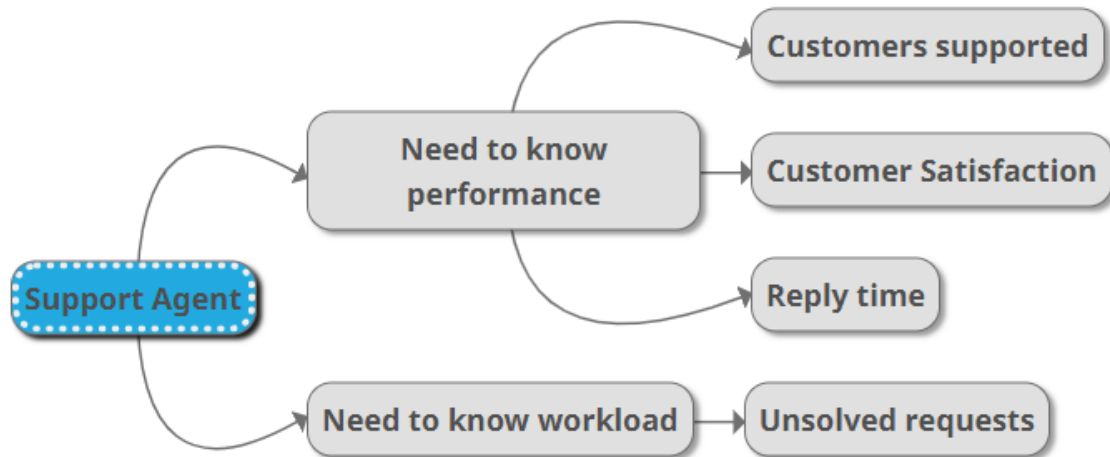 Customers supported
Need to know
performance
Customer Satisfaction
Support Agent
Reply time
Need to know workload
Unsolved requests